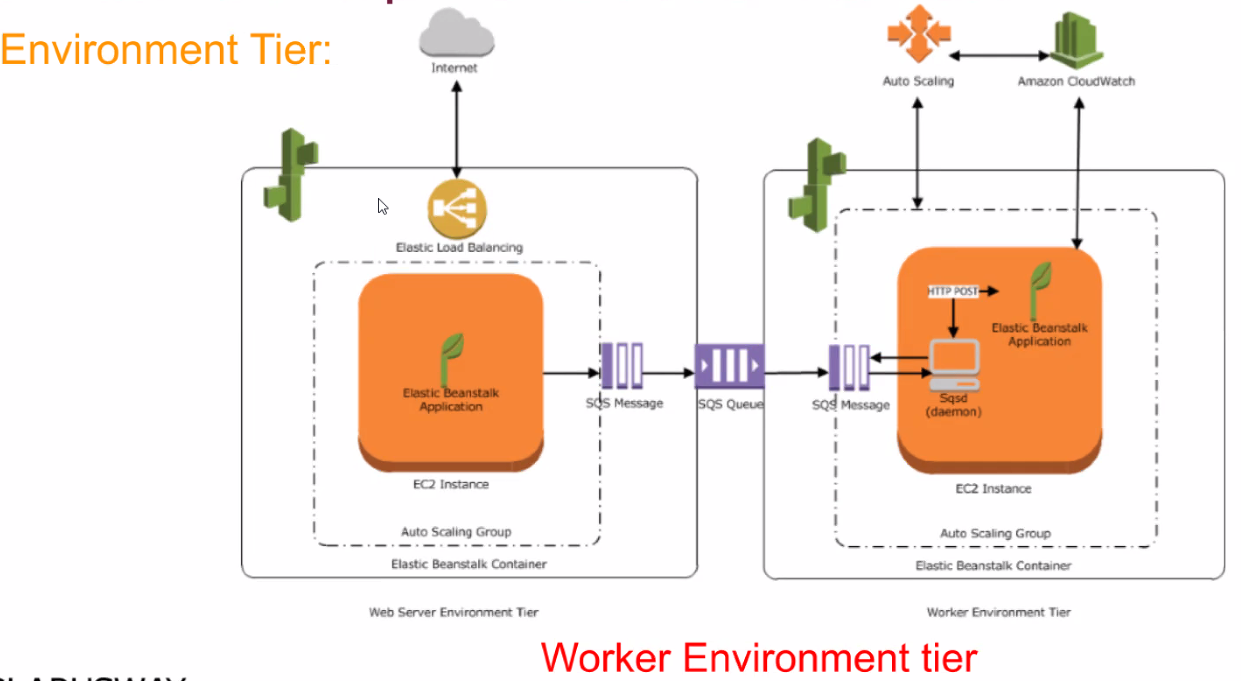 Environment Tier:
Internet
Auto Scaling
Amazon CloudWatch
Elastic Load Balancing
HTTP POST
Elastic Beanstalk
Application
Elastic Beanstalk
Application
SQS Message
SQS Queue
SQS Message
Sqsd
(daemon)
EC2 Instance
EC2 Instance
Auto Scaling Group
Auto Scaling Group
Elastic Beanstalk Container
Elastic Beanstalk Container
Web Server Environment Tier
Worker Environment Tier
Worker Environment tier